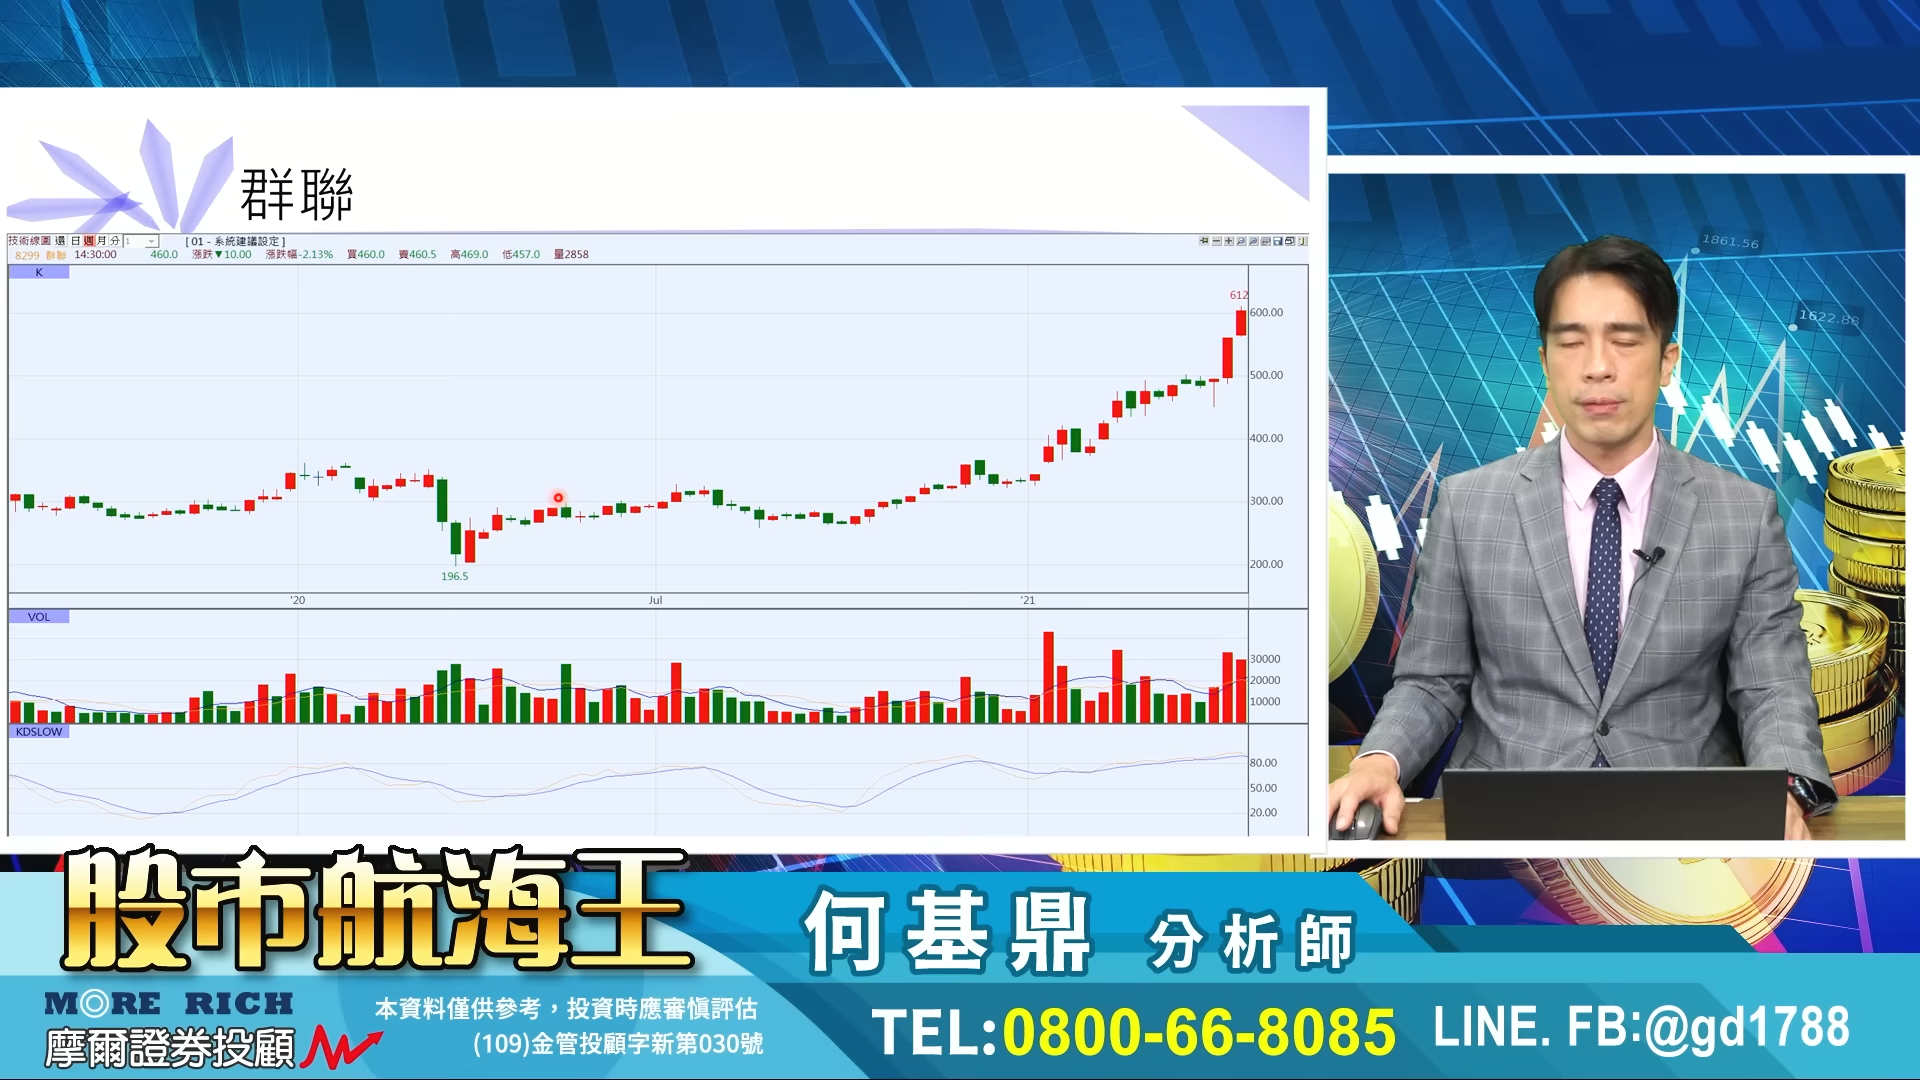 群聯
技術線圖 還 日 週 月 分 1 [ 01 - 系統建議設定 ]
8299 群聯 14:30:00 460.0 漲跌▼10.00 漲跌幅-2.13% 買460.0 賣460.5 高469.0 低457.0 量2858
K
612
600.00
500.00
400.00
300.00
200.00
196.5
'20 Jul '21
VOL
30000
20000
10000
KDSLOW
80.00
50.00
20.00
1861.56
1622.88
股市航海王
何基鼎 分析師
MORE RICH
摩爾證券投顧
本資料僅供參考，投資時應審慎評估
(109)金管投顧字新第030號
TEL:0800-66-8085
LINE. FB:@gd1788